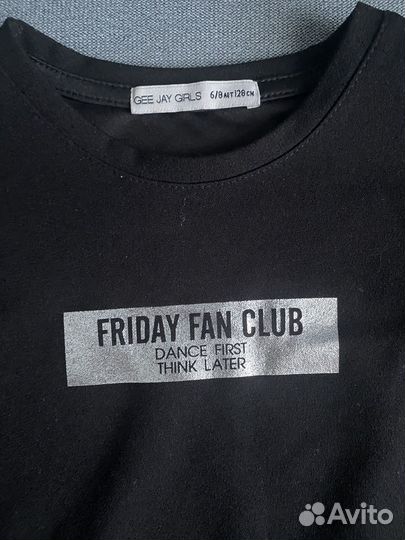 GEE JAY GIRLS 6/8 ЛЕТ 128 СМ
FRIDAY FAN CLUB
DANCE FIRST
THINK LATER
Avito